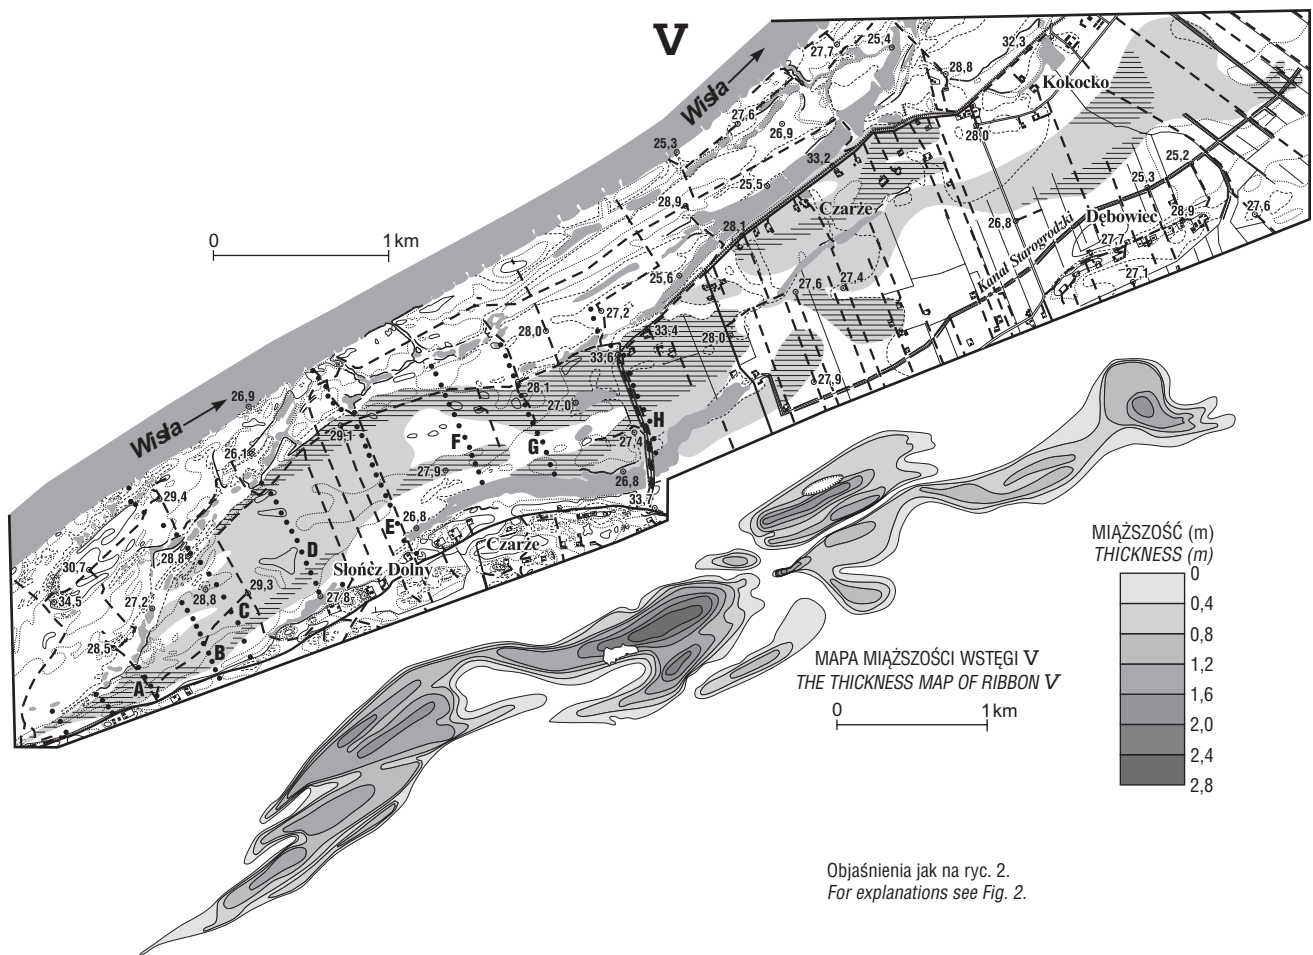 V
Wisła
Wisła
0 1 km
27,7
25,4
32,3
28,8
Kokocko
27,6
26,9
28,0
25,3
33,2
25,2
25,5
25,3
28,9
Czarże
Dębowiec
28,9
27,6
28,1
26,8
27,7
Kanał Starogrodzki
25,6
27,4
27,1
27,6
27,2
28,0
33,4
28,0
33,6
28,1
27,9
26,9
27,0
H
29,1
F
G
27,4
26,1
27,9
26,8
29,4
33,7
E
26,8
28,8
D
Czarże
30,7
Słończ Dolny
29,3
34,5
27,2
28,8
27,8
C
28,5
B
A
MIĄŻSZOŚĆ (m)
THICKNESS (m)
0
0,4
0,8
1,2
1,6
2,0
2,4
2,8
MAPA MIĄŻSZOŚCI WSTĘGI V
THE THICKNESS MAP OF RIBBON V
0 1 km
Objaśnienia jak na ryc. 2.
For explanations see Fig. 2.